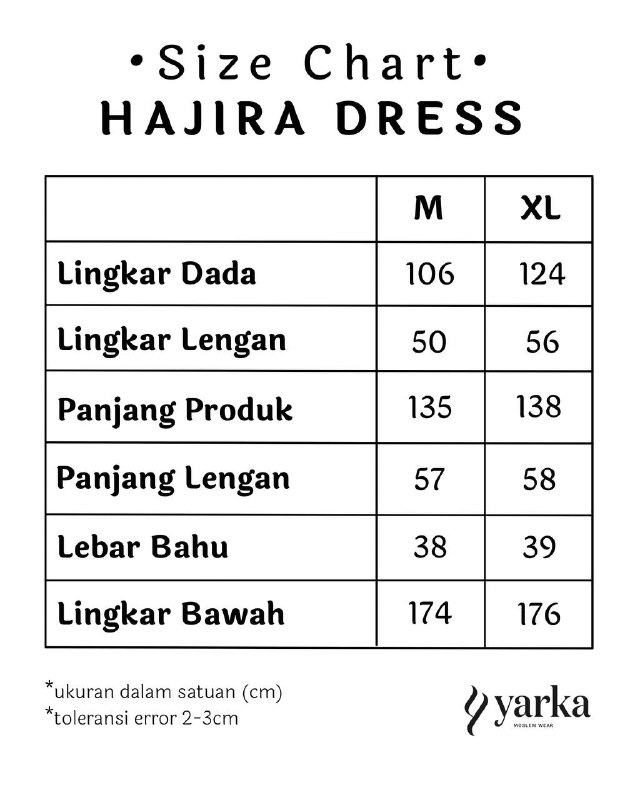 •Size Chart•
HAJIRA DRESS
M XL
Lingkar Dada 106 124
Lingkar Lengan 50 56
Panjang Produk 135 138
Panjang Lengan 57 58
Lebar Bahu 38 39
Lingkar Bawah 174 176
*ukuran dalam satuan (cm)
*toleransi error 2-3cm
yarka
MOSLEM WEAR